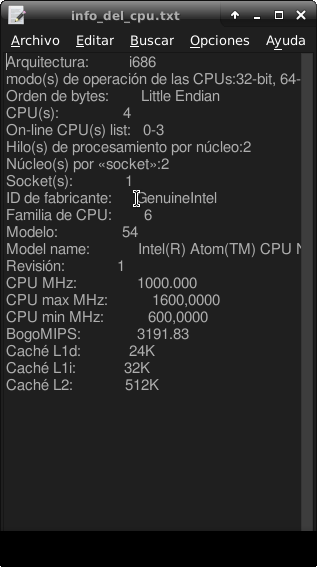 info_del_cpu.txt
Archivo Editar Buscar Opciones Ayuda
Arquitectura: i686
modo(s) de operación de las CPUs:32-bit, 64-
Orden de bytes: Little Endian
CPU(s): 4
On-line CPU(s) list: 0-3
Hilo(s) de procesamiento por núcleo:2
Núcleo(s) por «socket»:2
Socket(s): 1
ID de fabricante: GenuineIntel
Familia de CPU: 6
Modelo: 54
Model name: Intel(R) Atom(TM) CPU N
Revisión: 1
CPU MHz: 1000.000
CPU max MHz: 1600,0000
CPU min MHz: 600,0000
BogoMIPS: 3191.83
Caché L1d: 24K
Caché L1i: 32K
Caché L2: 512K